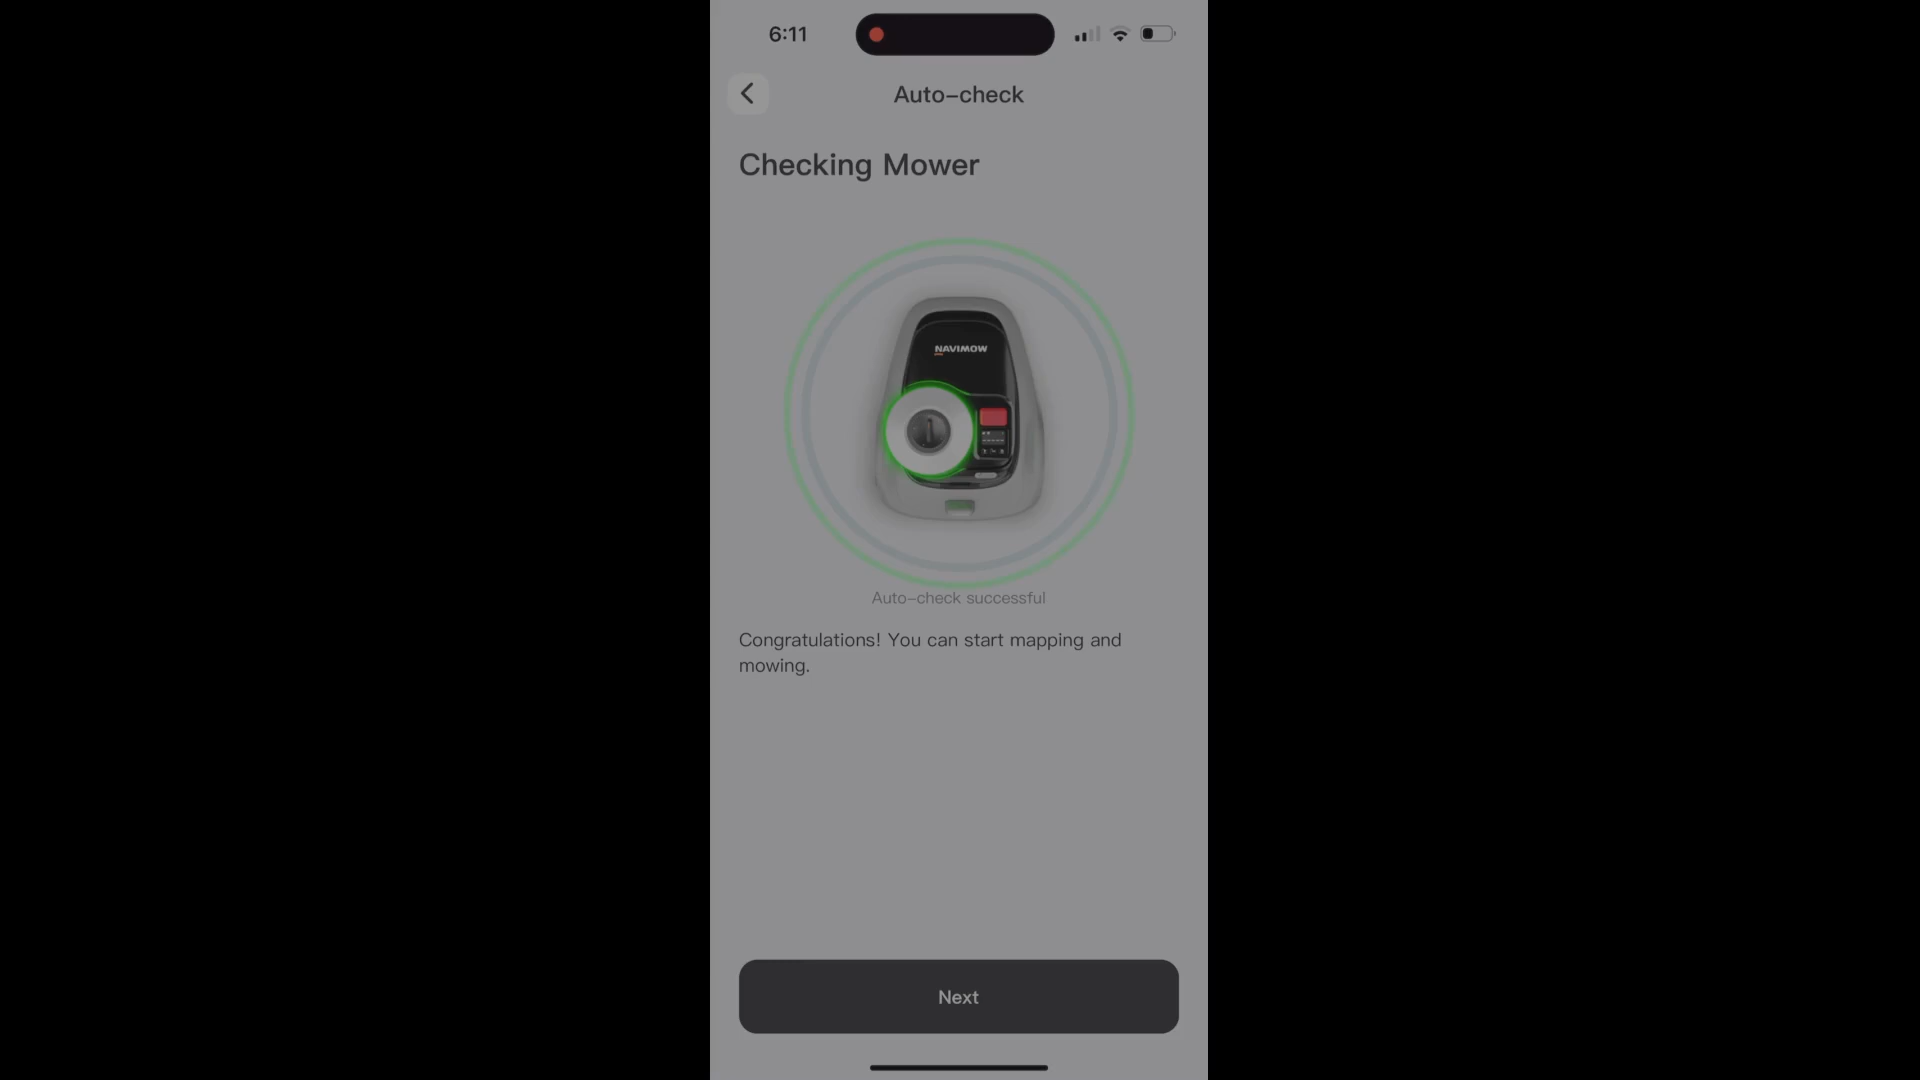 6:11
Auto-check
Checking Mower
NAVIMOW
Auto-check successful
Congratulations! You can start mapping and
mowing.
Next